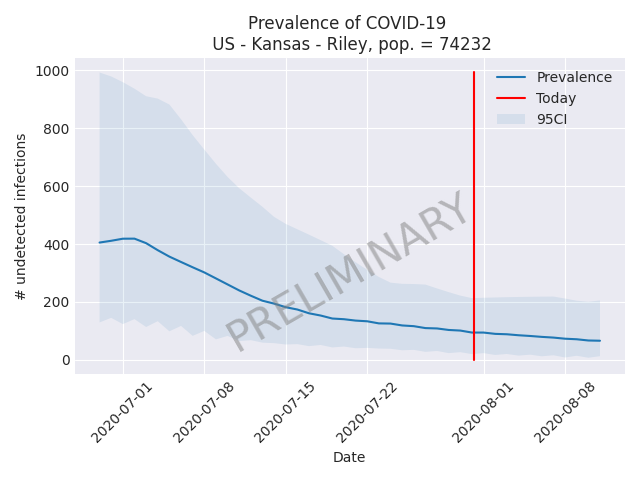 Prevalence of COVID-19
US - Kansas - Riley, pop. = 74232
Prevalence
Today
95CI
PRELIMINARY
# undetected infections
1000
800
600
400
200
0
2020-07-01
2020-07-08
2020-07-15
2020-07-22
2020-08-01
2020-08-08
Date